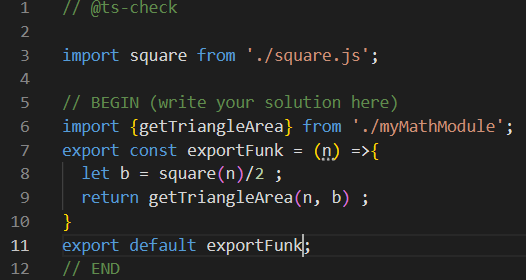 1 // @ts-check
2
3 import square from './square.js';
4
5 // BEGIN (write your solution here)
6 import {getTriangleArea} from './myMathModule';
7 export const exportFunk = (n) =>{
8 let b = square(n)/2 ;
9 return getTriangleArea(n, b) ;
10 }
11 export default exportFunk;
12 // END